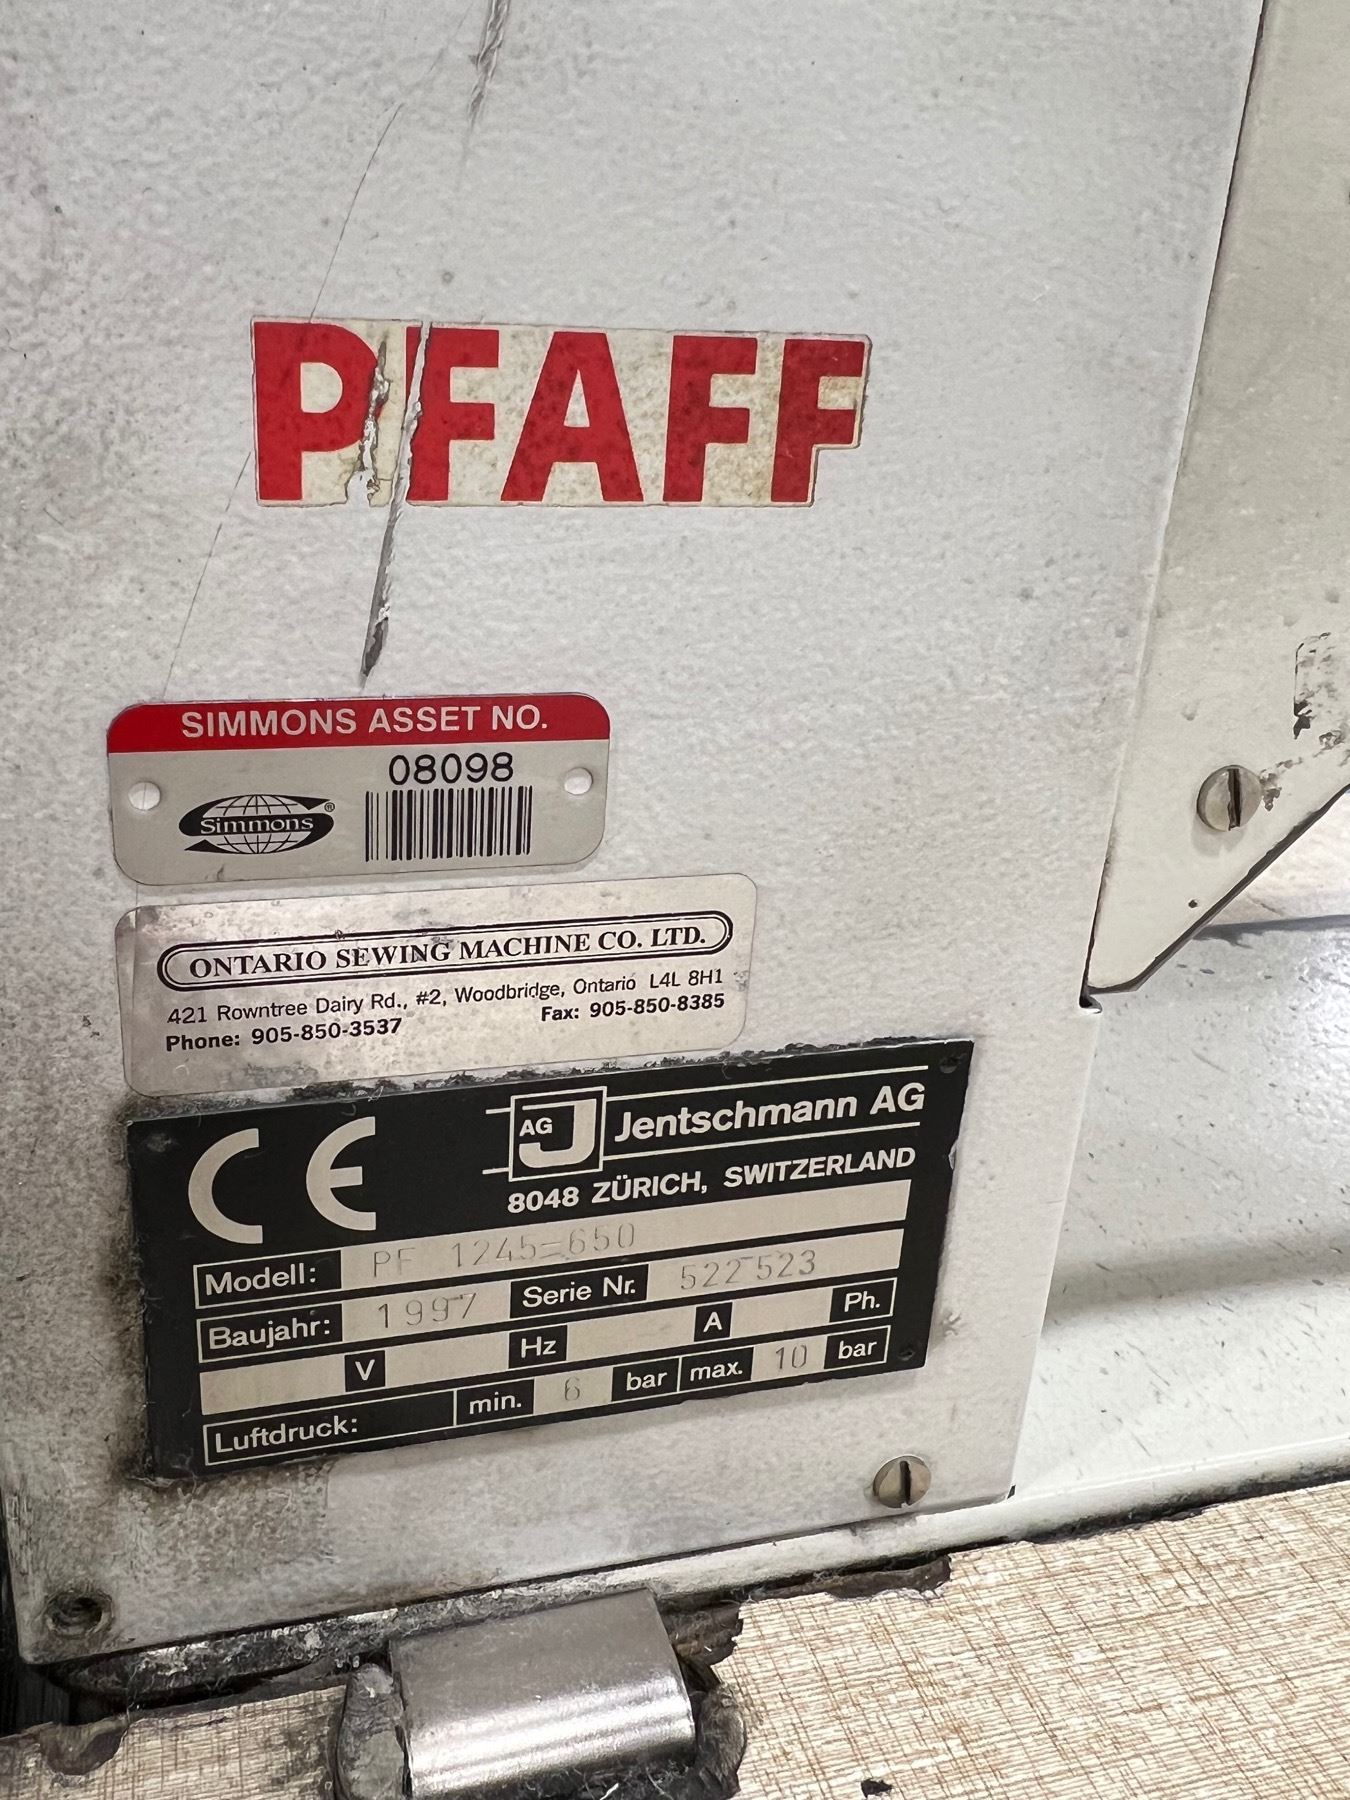 PFAFF
SIMMONS ASSET NO.
08098
Simmons®
ONTARIO SEWING MACHINE CO. LTD.
421 Rowntree Dairy Rd., #2, Woodbridge, Ontario L4L 8H1
Phone: 905-850-3537 Fax: 905-850-8385
CE AG J Jentschmann AG
8048 ZÜRICH, SWITZERLAND
Modell: PF 1245-650
Baujahr: 1997 Serie Nr. 522 523
V Hz A Ph.
Luftdruck: min. 6 bar max. 10 bar